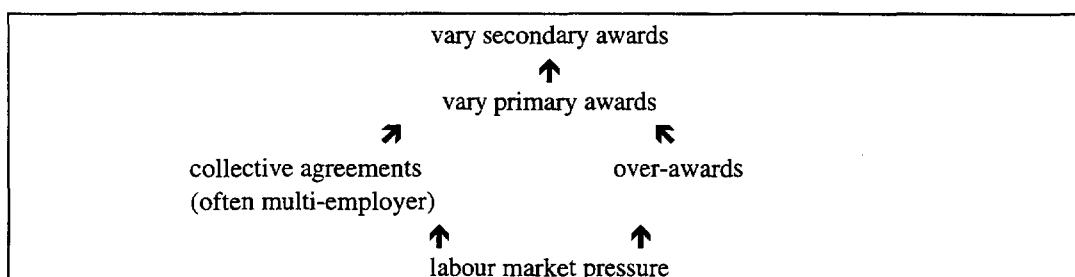 vary secondary awards
vary primary awards
collective agreements over-awards
(often multi-employer)
labour market pressure